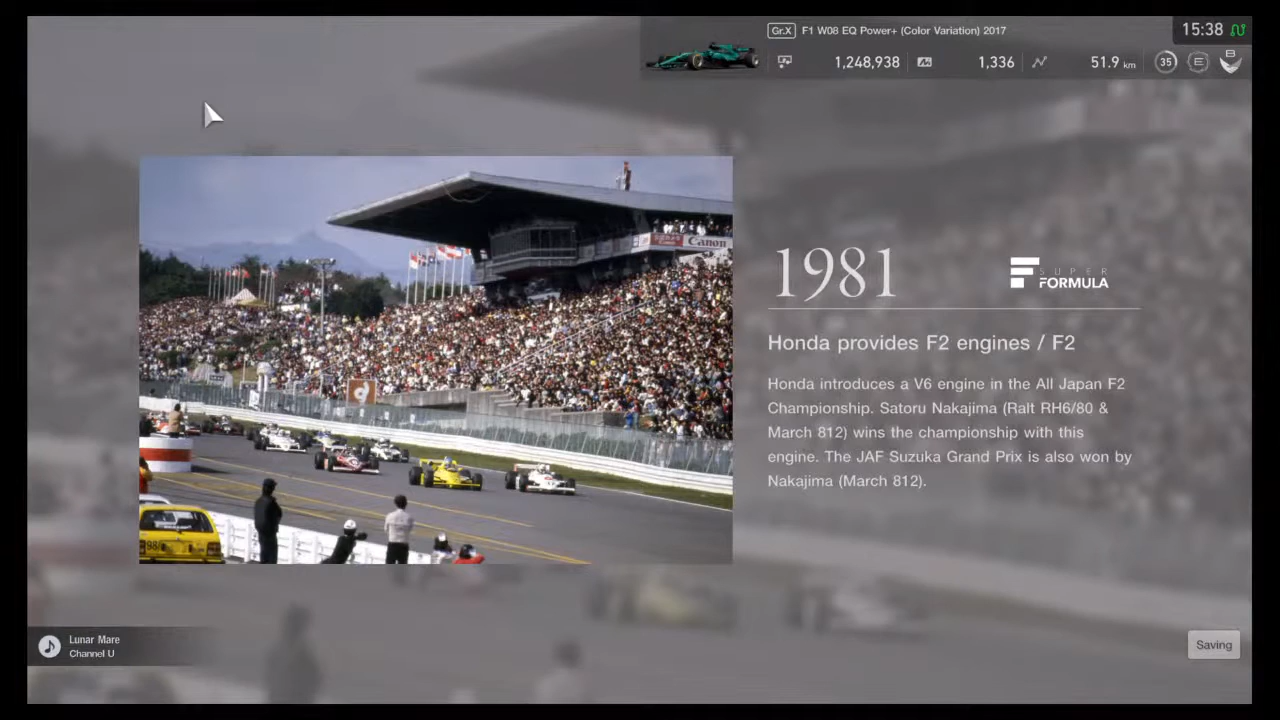 Gr.X F1 W08 EQ Power+ (Color Variation) 2017
15:38
1,248,938
1,336
51.9 km
35
E
B
Canon
1981
SUPER
FORMULA
Honda provides F2 engines / F2
Honda introduces a V6 engine in the All Japan F2
Championship. Satoru Nakajima (Ralt RH6/80 &
March 812) wins the championship with this
engine. The JAF Suzuka Grand Prix is also won by
Nakajima (March 812).
98
Lunar Mare
Channel U
Saving